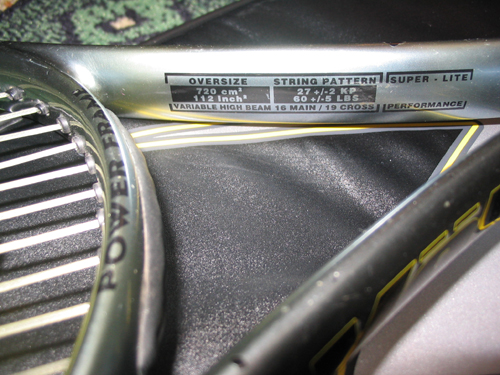 OVERSIZE STRING PATTERN SUPER - LITE
720 cm² 27 +/-2 KP
112 Inch² 60 +/-5 LBS
VARIABLE HIGH BEAM 16 MAIN / 19 CROSS PERFORMANCE
POWER